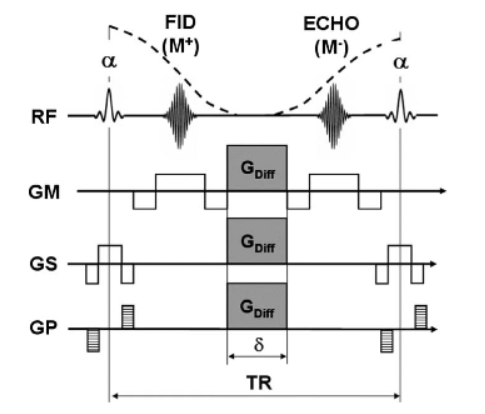 FID ECHO
(M⁺) (M⁻)
α α
RF
GM G_Diff
GS G_Diff
GP G_Diff
δ
TR